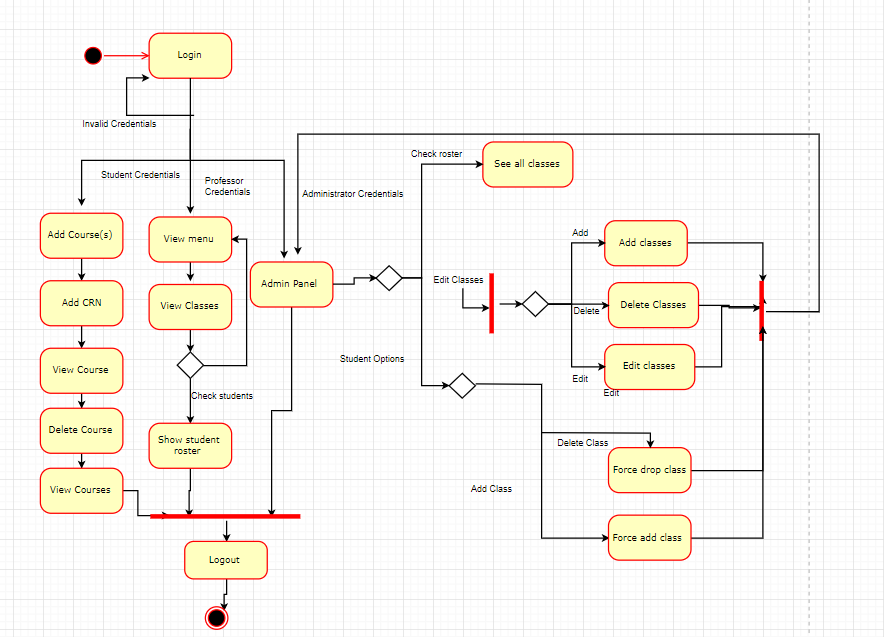 Login
Invalid Credentials
Student Credentials
Professor
Credentials
Administrator Credentials
Check roster
See all classes
Add Course(s)
View menu
Admin Panel
Add
Add classes
Edit Classes
Add CRN
View Classes
Delete
Delete Classes
View Course
Check students
Student Options
Edit classes
Edit
Edit
Delete Course
Show student
roster
Delete Class
Force drop class
View Courses
Add Class
Force add class
Logout